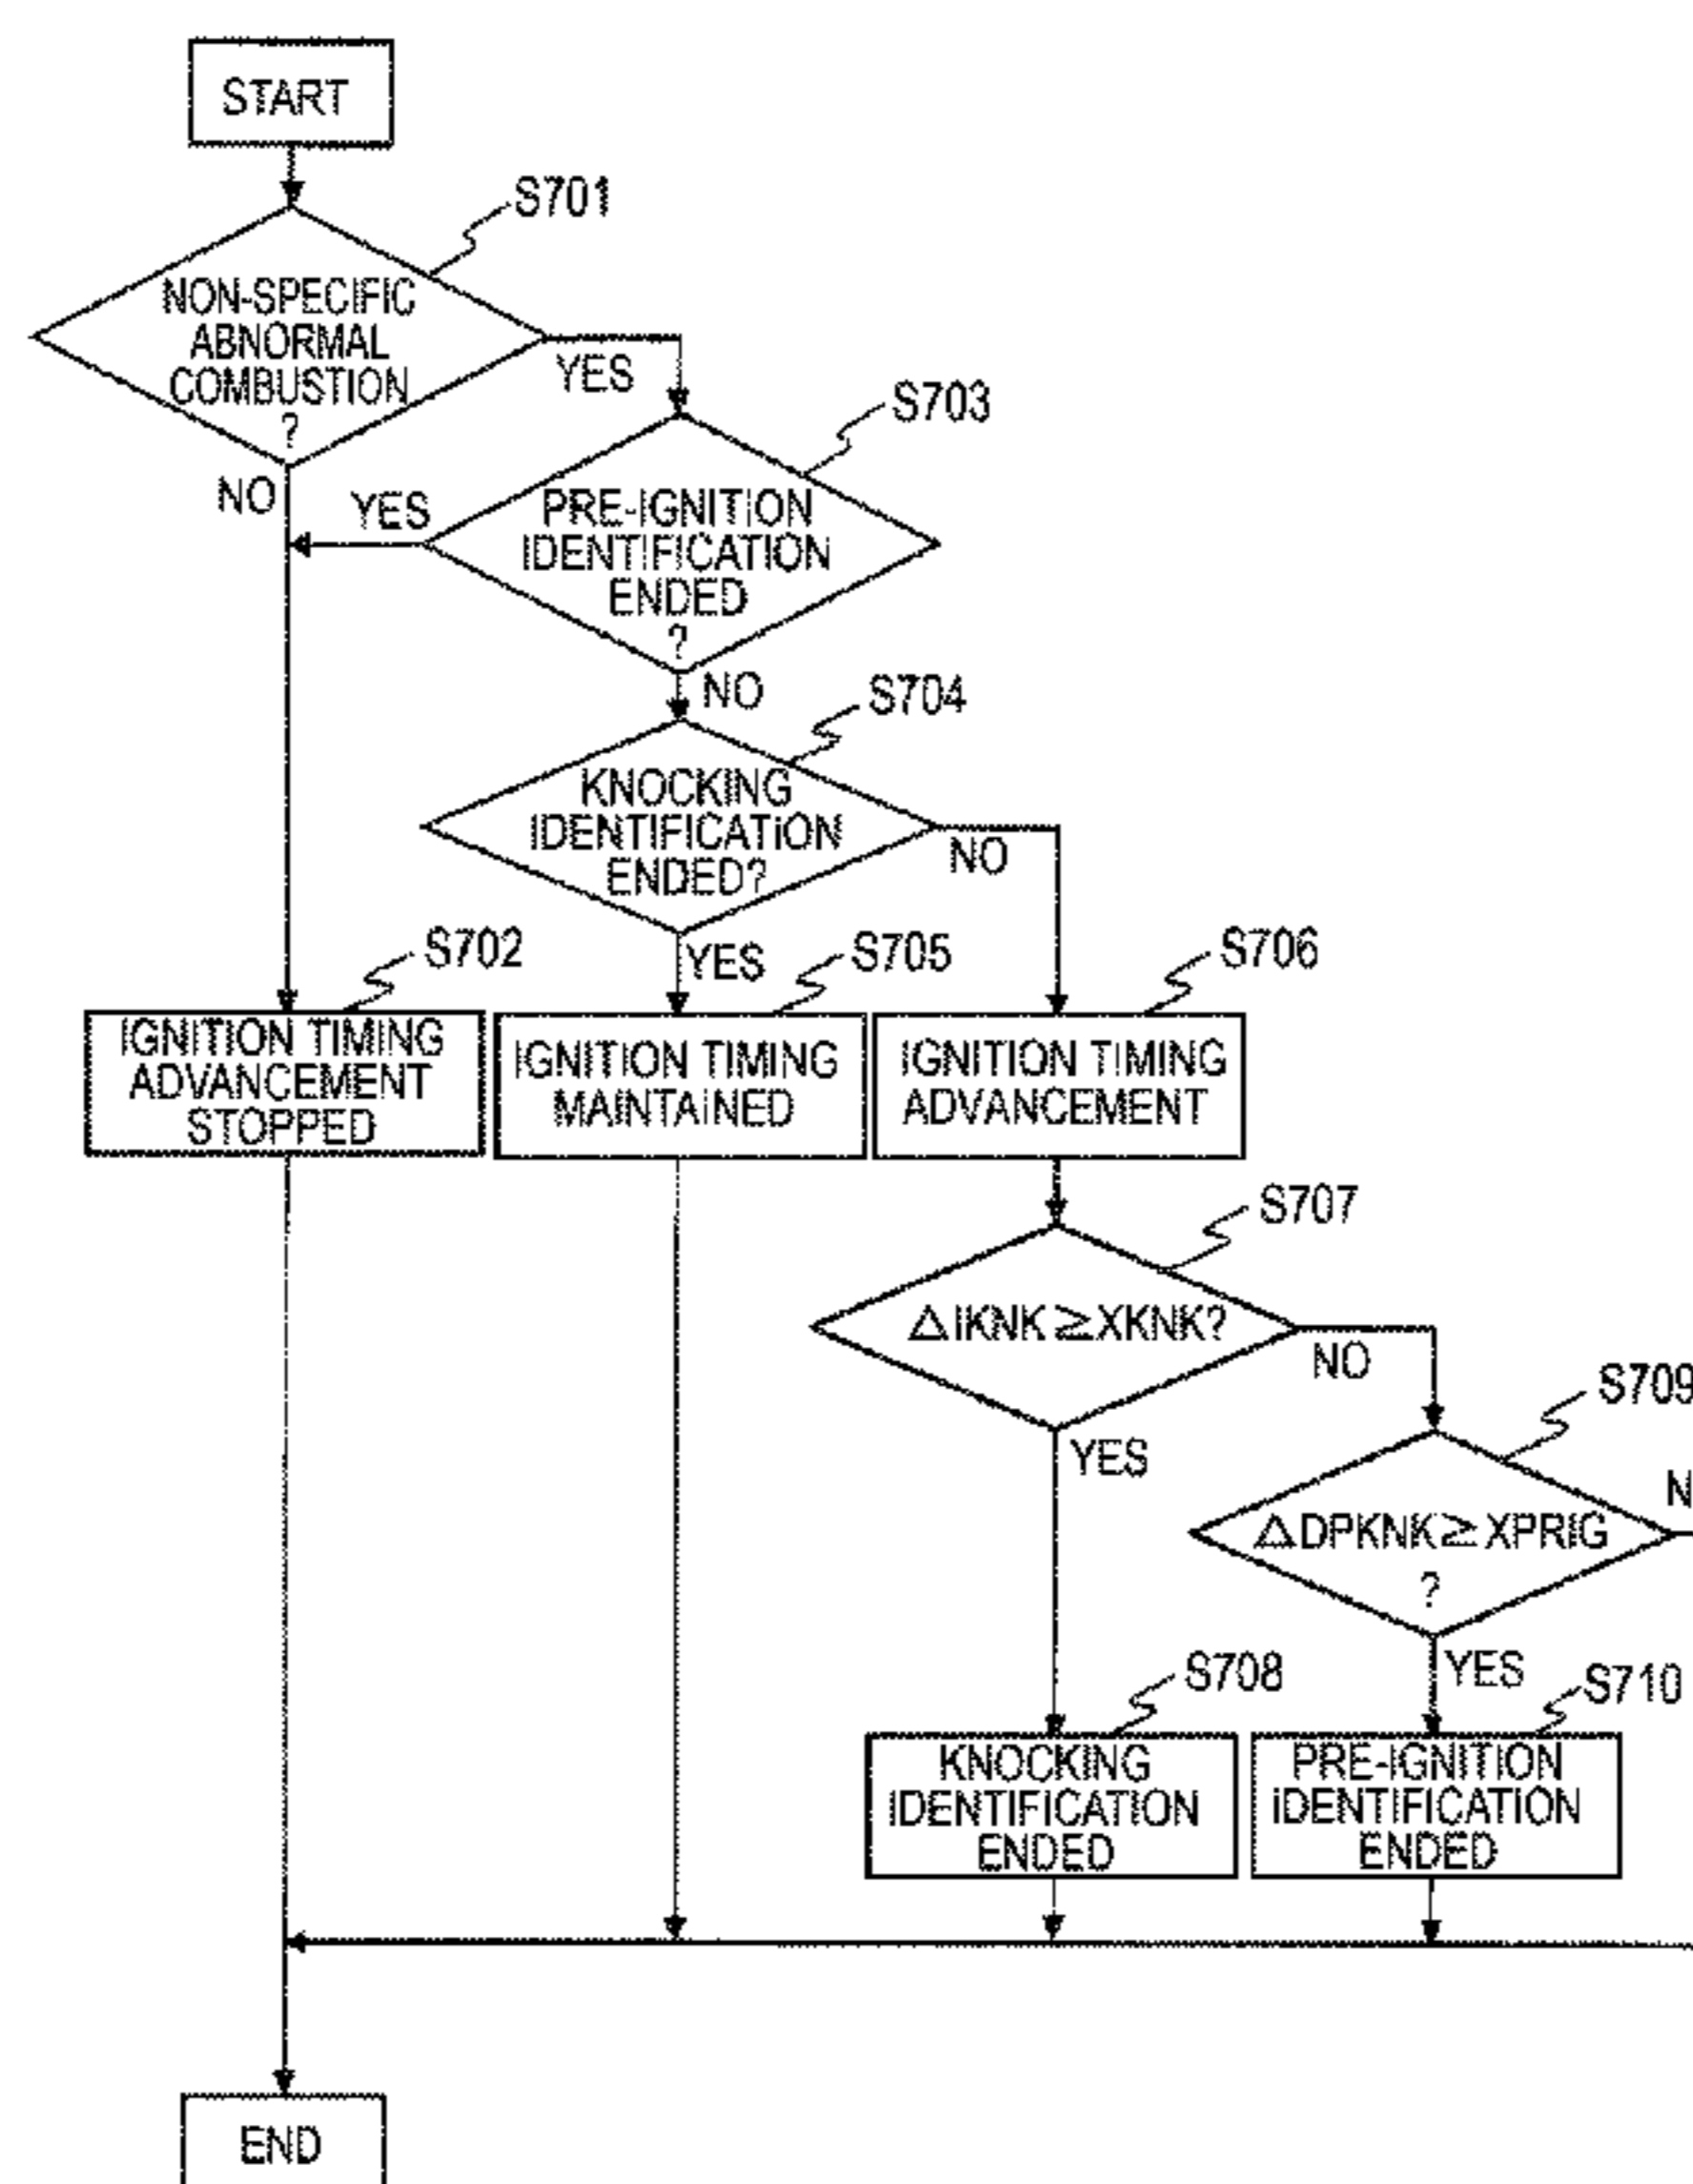 START
S701
NON-SPECIFIC
ABNORMAL
COMBUSTION
?
YES
NO
S703
PRE-IGNITION
IDENTIFICATION
ENDED
?
YES
NO
S704
KNOCKING
IDENTIFICATION
ENDED?
NO
YES
S702
IGNITION TIMING
ADVANCEMENT
STOPPED
S705
IGNITION TIMING
MAINTAINED
S706
IGNITION TIMING
ADVANCEMENT
S707
△IKNK≧XKNK?
NO
YES
S709
△DPKNK≧XPRIG
?
N
YES
S708
KNOCKING
IDENTIFICATION
ENDED
S710
PRE-IGNITION
IDENTIFICATION
ENDED
END